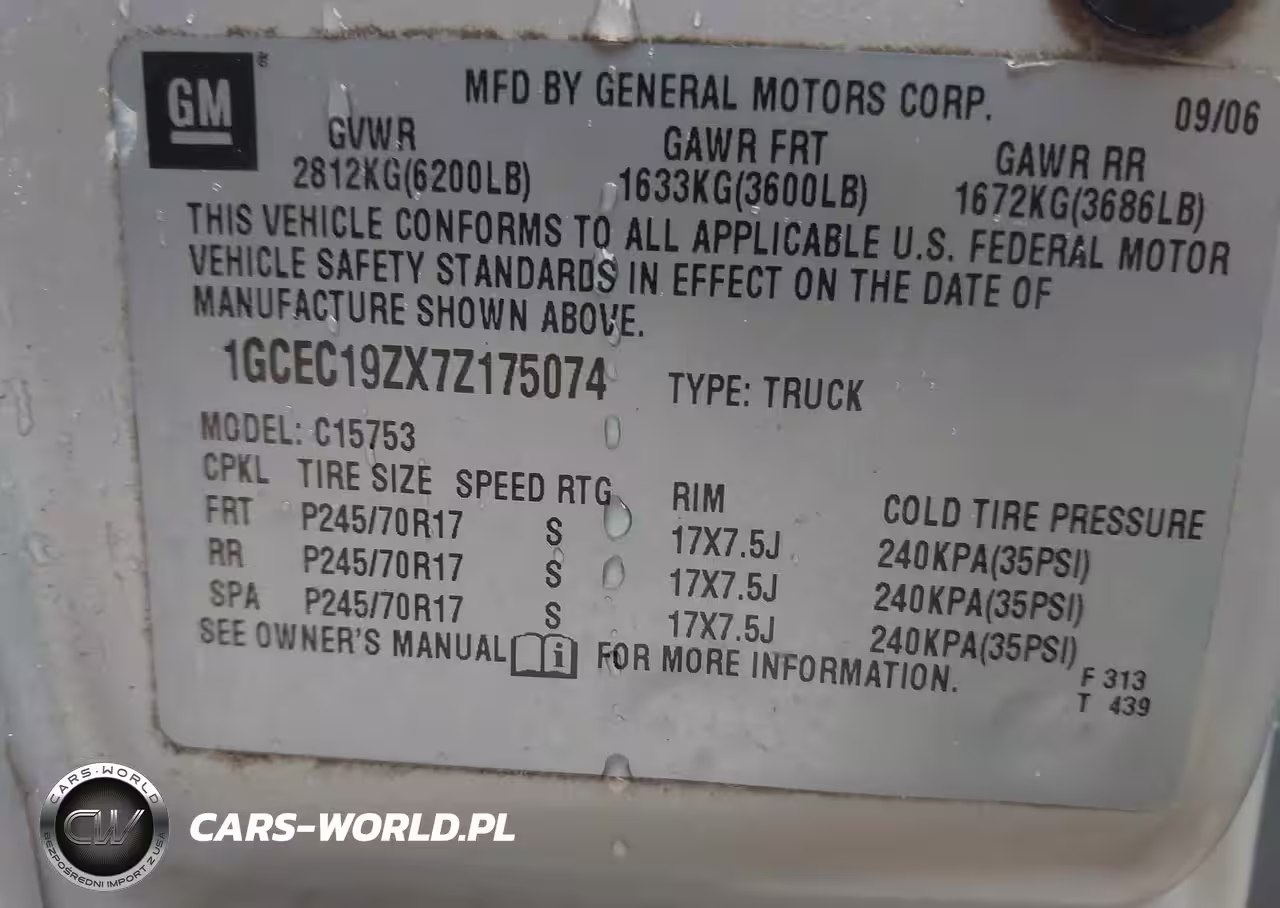 GM®
MFD BY GENERAL MOTORS CORP. 09/06
GVWR GAWR FRT GAWR RR
2812KG(6200LB) 1633KG(3600LB) 1672KG(3686LB)
THIS VEHICLE CONFORMS TO ALL APPLICABLE U.S. FEDERAL MOTOR
VEHICLE SAFETY STANDARDS IN EFFECT ON THE DATE OF
MANUFACTURE SHOWN ABOVE.
1GCEC19ZX7Z175074 TYPE: TRUCK
MODEL: C15753
CPKL TIRE SIZE SPEED RTG RIM COLD TIRE PRESSURE
FRT P245/70R17 S 17X7.5J 240KPA(35PSI)
RR P245/70R17 S 17X7.5J 240KPA(35PSI)
SPA P245/70R17 S 17X7.5J 240KPA(35PSI)
SEE OWNER'S MANUAL i FOR MORE INFORMATION.
F 313
T 439
CARS-WORLD
CW
BEZPOŚREDNI IMPORT Z USA
CARS-WORLD.PL